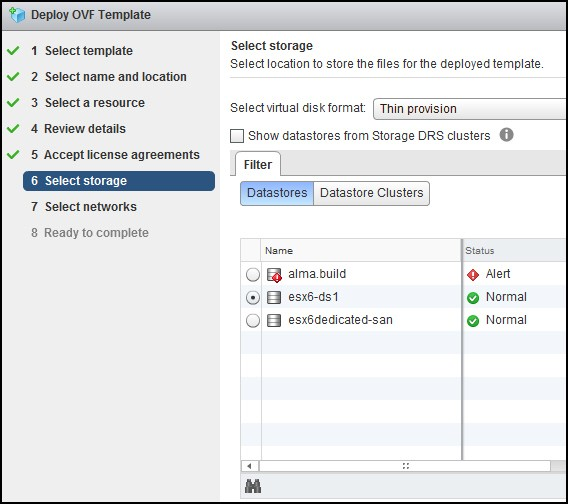 Deploy OVF Template
1 Select template
2 Select name and location
3 Select a resource
4 Review details
5 Accept license agreements
6 Select storage
7 Select networks
8 Ready to complete
Select storage
Select location to store the files for the deployed template.
Select virtual disk format: Thin provision
Show datastores from Storage DRS clusters
Filter
Datastores Datastore Clusters
Name Status
alma.build Alert
esx6-ds1 Normal
esx6dedicated-san Normal